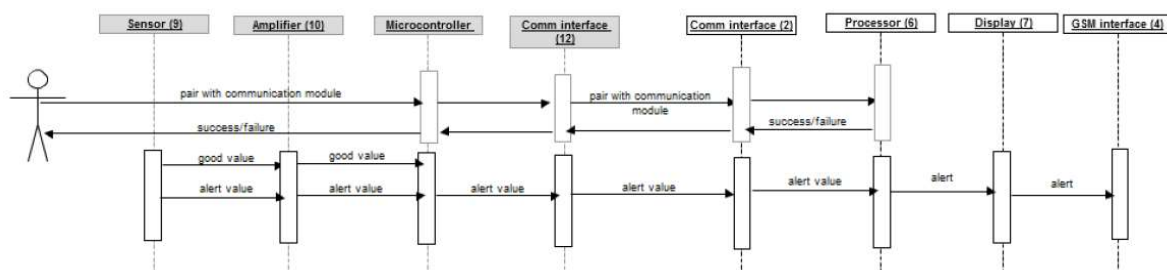 Sensor (9)
Amplifier (10)
Microcontroller
Comm interface
(12)
Comm interface (2)
Processor (6)
Display (7)
GSM interface (4)
pair with communication module
pair with communication
module
success/failure
success/failure
good value
good value
alert value
alert value
alert value
alert value
alert value
alert
alert